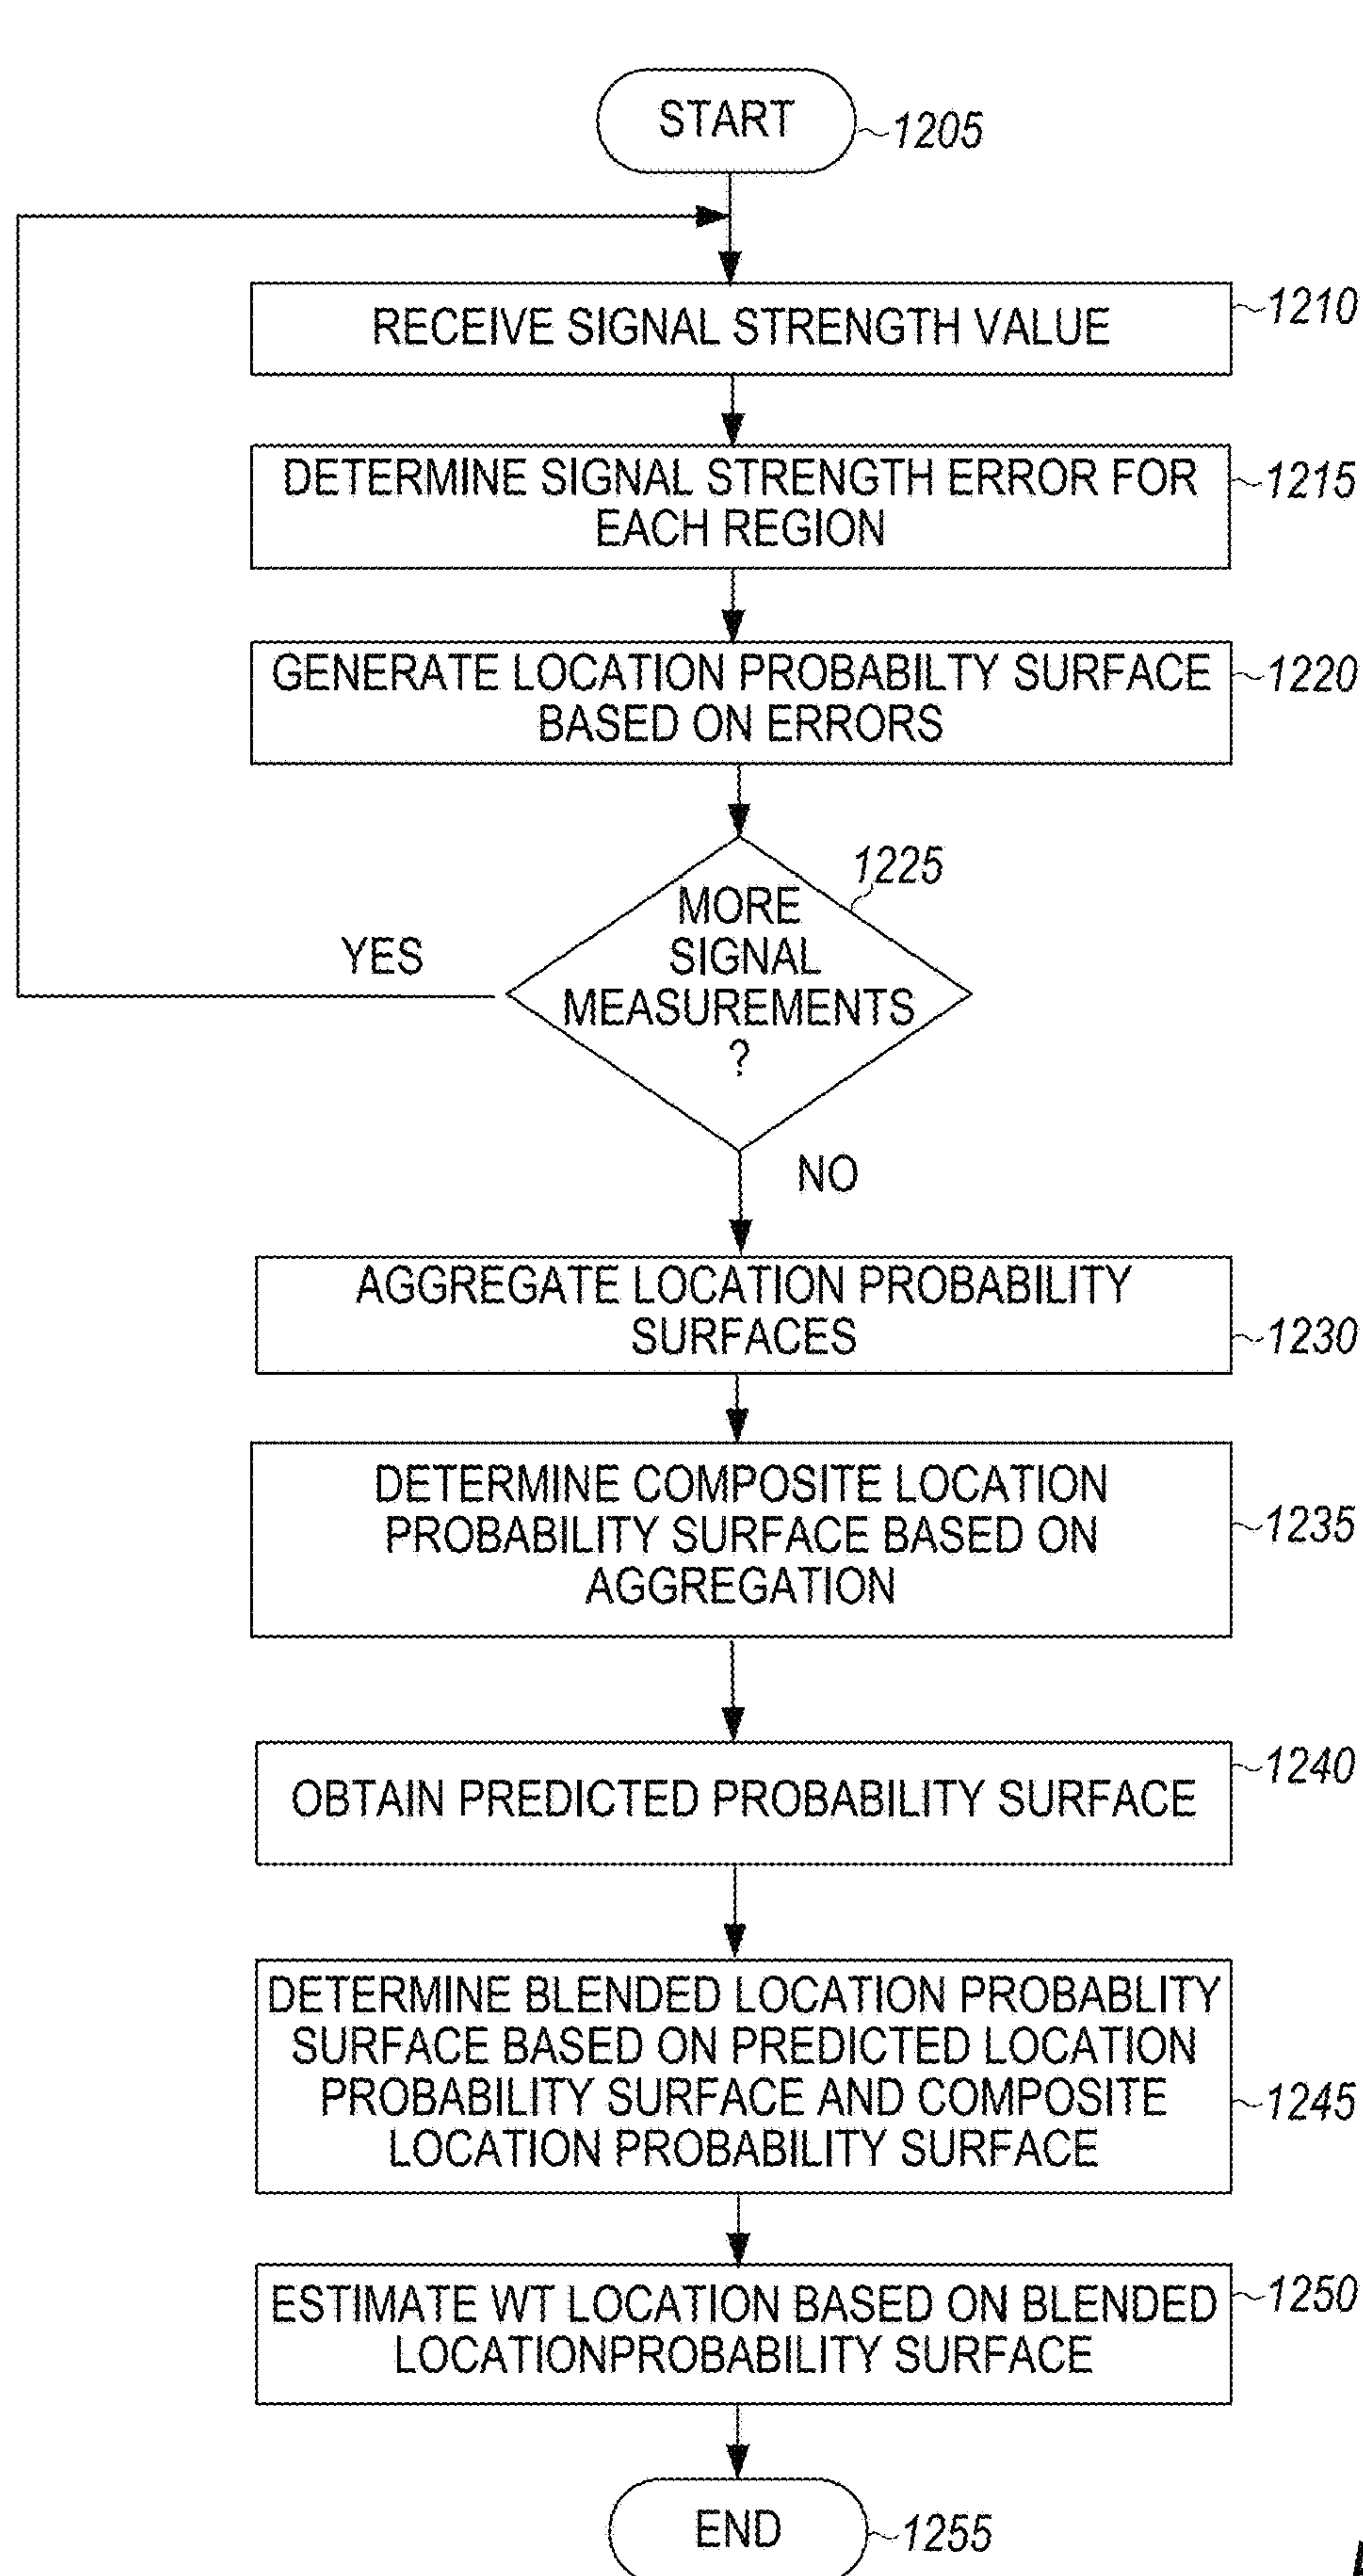 START
1205
RECEIVE SIGNAL STRENGTH VALUE
1210
DETERMINE SIGNAL STRENGTH ERROR FOR
EACH REGION
1215
GENERATE LOCATION PROBABILTY SURFACE
BASED ON ERRORS
1220
1225
MORE
SIGNAL
MEASUREMENTS
?
YES
NO
AGGREGATE LOCATION PROBABILITY
SURFACES
1230
DETERMINE COMPOSITE LOCATION
PROBABILITY SURFACE BASED ON
AGGREGATION
1235
OBTAIN PREDICTED PROBABILITY SURFACE
1240
DETERMINE BLENDED LOCATION PROBABLITY
SURFACE BASED ON PREDICTED LOCATION
PROBABILITY SURFACE AND COMPOSITE
LOCATION PROBABILITY SURFACE
1245
ESTIMATE WT LOCATION BASED ON BLENDED
LOCATIONPROBABILITY SURFACE
1250
END
1255